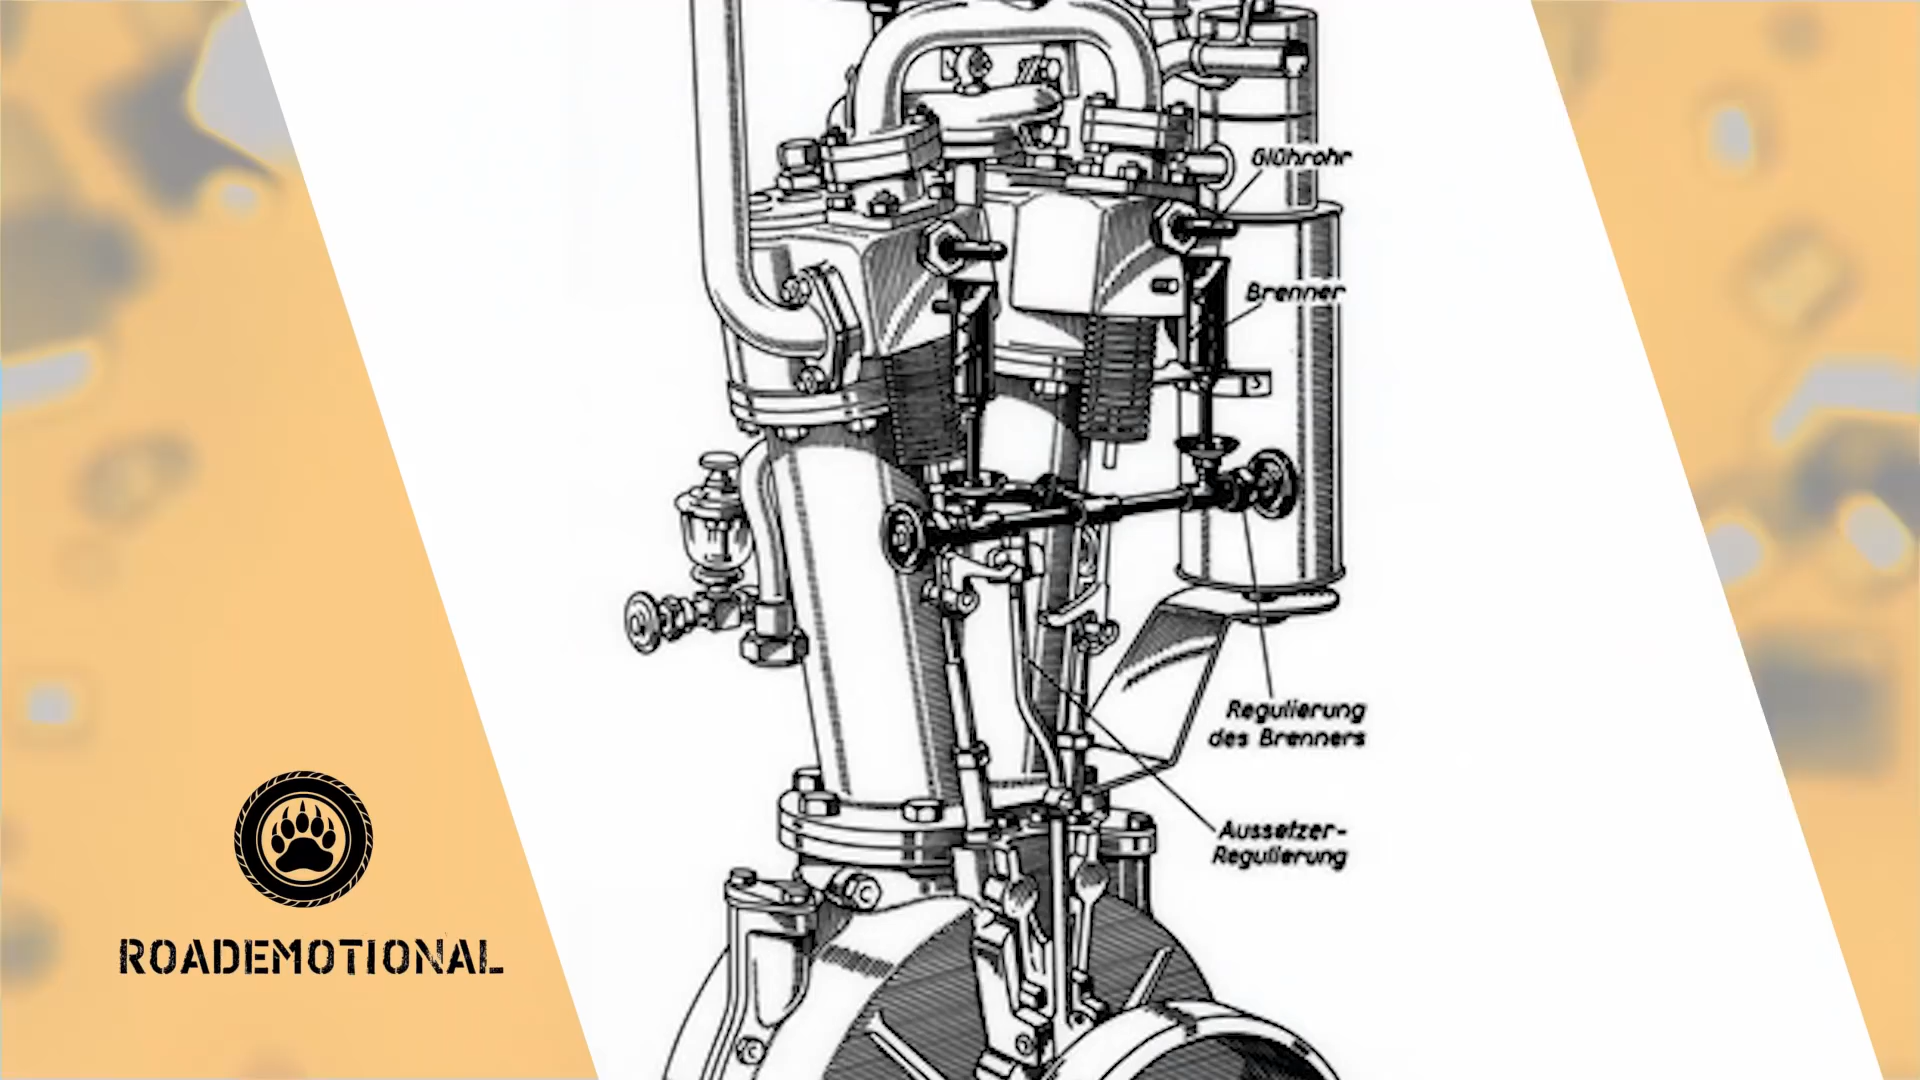 Glührohr
Brenner
Regulierung
des Brenners
Aussetzer-
Regulierung
ROADEMOTIONAL